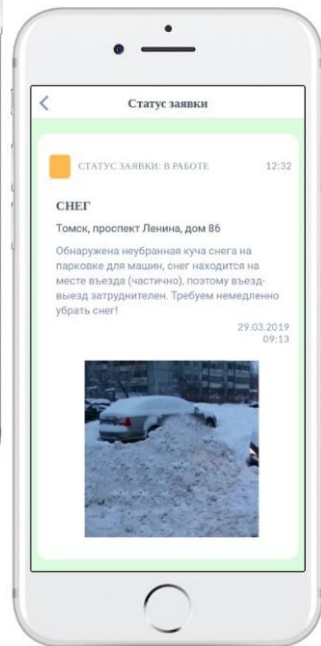 Статус заявки
СТАТУС ЗАЯВКИ: В РАБОТЕ 12:32
СНЕГ
Томск, проспект Ленина, дом 86
Обнаружена неубранная куча снега на
парковке для машин, снег находится на
месте въезда (частично), поэтому въезд-
выезд затруднителен. Требуем немедленно
убрать снег!
29.03.2019
09:13